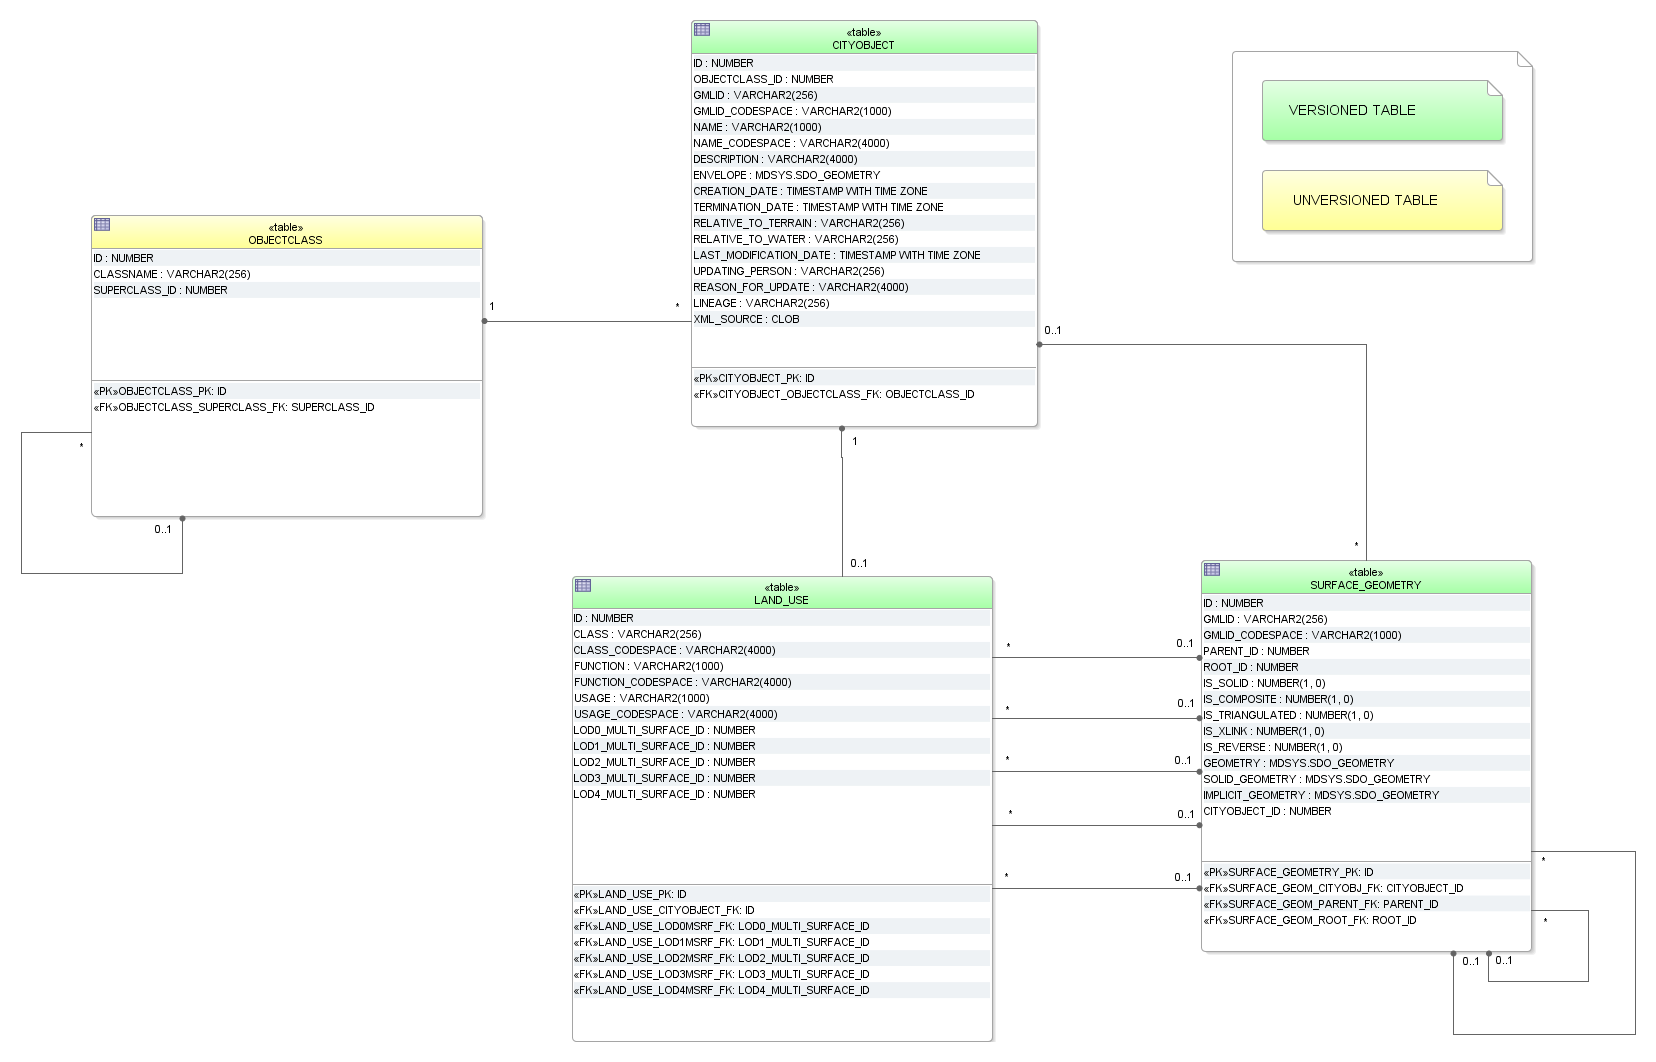 «table»
CITYOBJECT
ID : NUMBER
OBJECTCLASS_ID : NUMBER
GMLID : VARCHAR2(256)
GMLID_CODESPACE : VARCHAR2(1000)
NAME : VARCHAR2(1000)
NAME_CODESPACE : VARCHAR2(4000)
DESCRIPTION : VARCHAR2(4000)
ENVELOPE : MDSYS.SDO_GEOMETRY
CREATION_DATE : TIMESTAMP WITH TIME ZONE
TERMINATION_DATE : TIMESTAMP WITH TIME ZONE
RELATIVE_TO_TERRAIN : VARCHAR2(256)
RELATIVE_TO_WATER : VARCHAR2(256)
LAST_MODIFICATION_DATE : TIMESTAMP WITH TIME ZONE
UPDATING_PERSON : VARCHAR2(256)
REASON_FOR_UPDATE : VARCHAR2(4000)
LINEAGE : VARCHAR2(256)
XML_SOURCE : CLOB
«PK»CITYOBJECT_PK: ID
«FK»CITYOBJECT_OBJECTCLASS_FK: OBJECTCLASS_ID
VERSIONED TABLE
UNVERSIONED TABLE
«table»
OBJECTCLASS
ID : NUMBER
CLASSNAME : VARCHAR2(256)
SUPERCLASS_ID : NUMBER
«PK»OBJECTCLASS_PK: ID
«FK»OBJECTCLASS_SUPERCLASS_FK: SUPERCLASS_ID
1
*
0..1
*
0..1
1
0..1
*
«table»
LAND_USE
ID : NUMBER
CLASS : VARCHAR2(256)
CLASS_CODESPACE : VARCHAR2(4000)
FUNCTION : VARCHAR2(1000)
FUNCTION_CODESPACE : VARCHAR2(4000)
USAGE : VARCHAR2(1000)
USAGE_CODESPACE : VARCHAR2(4000)
LOD0_MULTI_SURFACE_ID : NUMBER
LOD1_MULTI_SURFACE_ID : NUMBER
LOD2_MULTI_SURFACE_ID : NUMBER
LOD3_MULTI_SURFACE_ID : NUMBER
LOD4_MULTI_SURFACE_ID : NUMBER
«PK»LAND_USE_PK: ID
«FK»LAND_USE_CITYOBJECT_FK: ID
«FK»LAND_USE_LOD0MSRF_FK: LOD0_MULTI_SURFACE_ID
«FK»LAND_USE_LOD1MSRF_FK: LOD1_MULTI_SURFACE_ID
«FK»LAND_USE_LOD2MSRF_FK: LOD2_MULTI_SURFACE_ID
«FK»LAND_USE_LOD3MSRF_FK: LOD3_MULTI_SURFACE_ID
«FK»LAND_USE_LOD4MSRF_FK: LOD4_MULTI_SURFACE_ID
* 0..1
* 0..1
* 0..1
* 0..1
* 0..1
«table»
SURFACE_GEOMETRY
ID : NUMBER
GMLID : VARCHAR2(256)
GMLID_CODESPACE : VARCHAR2(1000)
PARENT_ID : NUMBER
ROOT_ID : NUMBER
IS_SOLID : NUMBER(1, 0)
IS_COMPOSITE : NUMBER(1, 0)
IS_TRIANGULATED : NUMBER(1, 0)
IS_XLINK : NUMBER(1, 0)
IS_REVERSE : NUMBER(1, 0)
GEOMETRY : MDSYS.SDO_GEOMETRY
SOLID_GEOMETRY : MDSYS.SDO_GEOMETRY
IMPLICIT_GEOMETRY : MDSYS.SDO_GEOMETRY
CITYOBJECT_ID : NUMBER
«PK»SURFACE_GEOMETRY_PK: ID
«FK»SURFACE_GEOM_CITYOBJ_FK: CITYOBJECT_ID
«FK»SURFACE_GEOM_PARENT_FK: PARENT_ID
«FK»SURFACE_GEOM_ROOT_FK: ROOT_ID
*
*
0..1 0..1